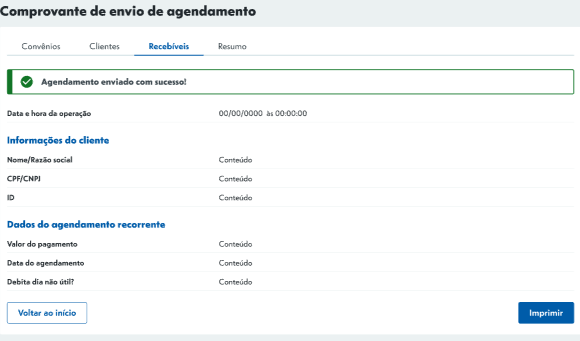 Comprovante de envio de agendamento
Convênios Clientes Recebíveis Resumo
Agendamento enviado com sucesso!
Data e hora da operação 00/00/0000 às 00:00:00
Informações do cliente
Nome/Razão social Conteúdo
CPF/CNPJ Conteúdo
ID Conteúdo
Dados do agendamento recorrente
Valor do pagamento Conteúdo
Data do agendamento Conteúdo
Debita dia não útil? Conteúdo
Voltar ao início Imprimir